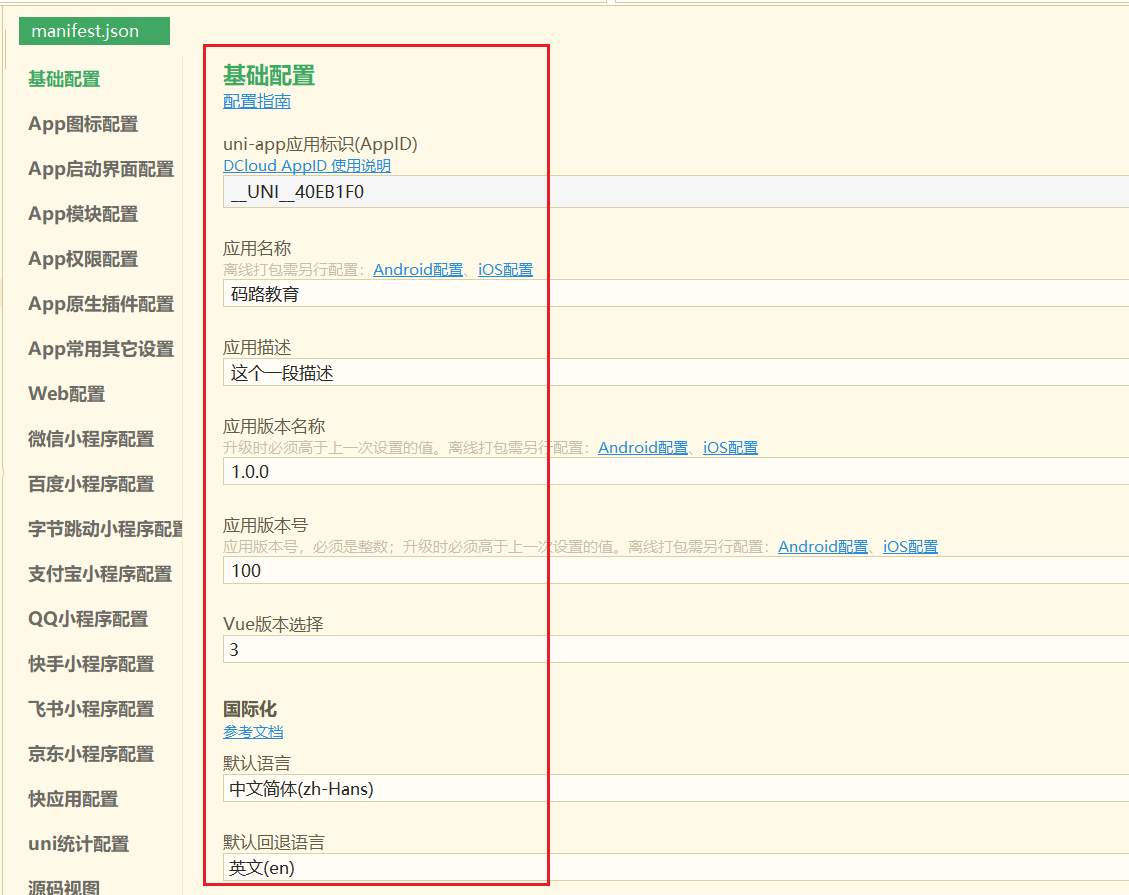 manifest.json
基础配置
App图标配置
App启动界面配置
App模块配置
App权限配置
App原生插件配置
App常用其它设置
Web配置
微信小程序配置
百度小程序配置
字节跳动小程序配置
支付宝小程序配置
QQ小程序配置
快手小程序配置
飞书小程序配置
京东小程序配置
快应用配置
uni统计配置
源码视图
基础配置
配置指南
uni-app应用标识(AppID)
DCloud AppID 使用说明
__UNI__40EB1F0
应用名称
离线打包需另行配置：Android配置、iOS配置
码路教育
应用描述
这个一段描述
应用版本名称
升级时必须高于上一次设置的值。离线打包需另行配置：Android配置、iOS配置
1.0.0
应用版本号
应用版本号，必须是整数；升级时必须高于上一次设置的值。离线打包需另行配置：Android配置、iOS配置
100
Vue版本选择
3
国际化
参考文档
默认语言
中文简体(zh-Hans)
默认回退语言
英文(en)